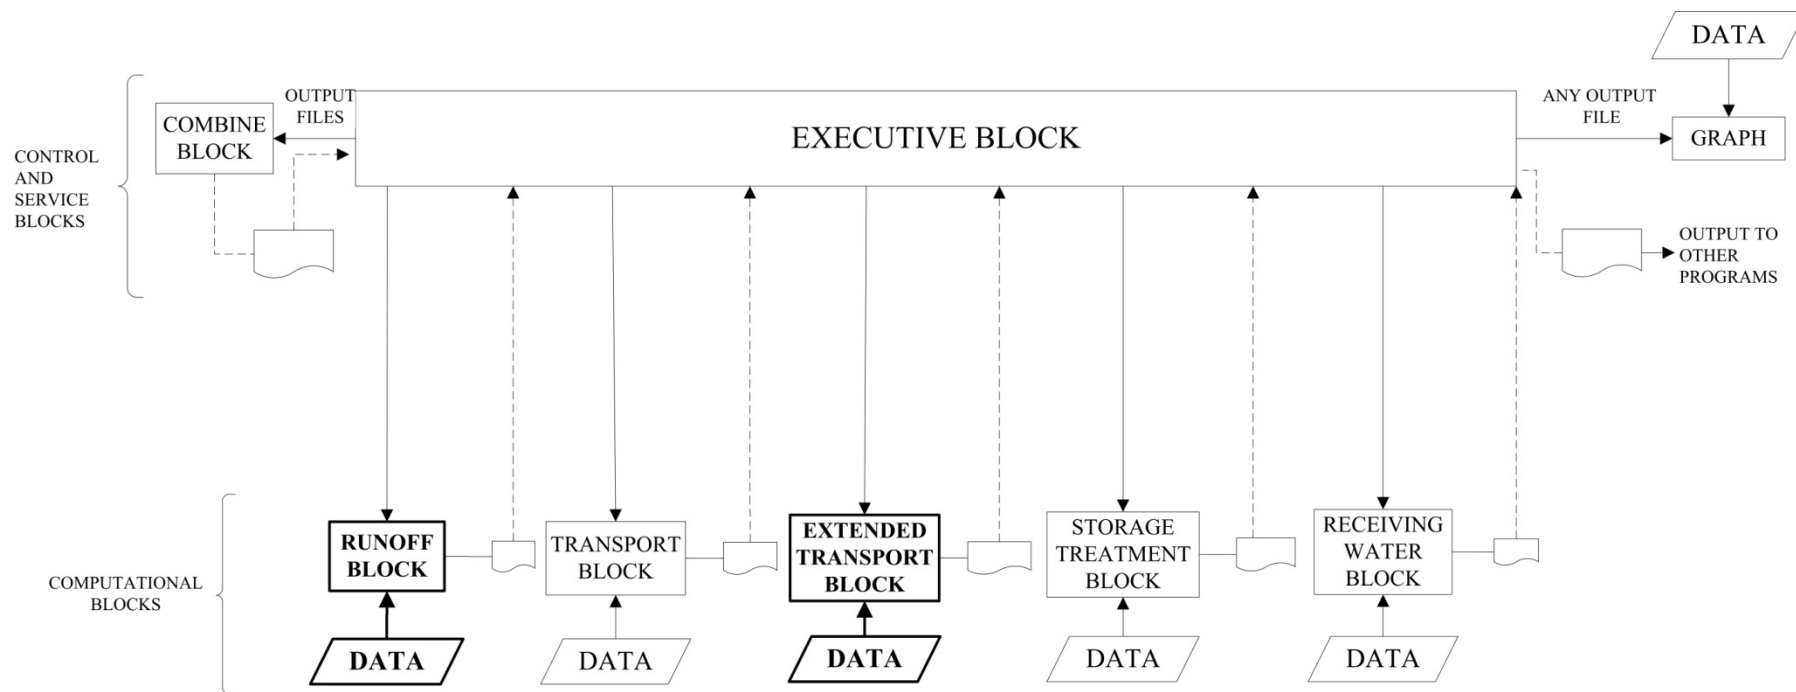 DATA
OUTPUT
FILES
ANY OUTPUT
FILE
COMBINE
BLOCK
EXECUTIVE BLOCK
GRAPH
CONTROL
AND
SERVICE
BLOCKS
OUTPUT TO
OTHER
PROGRAMS
COMPUTATIONAL
BLOCKS
RUNOFF
BLOCK
TRANSPORT
BLOCK
EXTENDED
TRANSPORT
BLOCK
STORAGE
TREATMENT
BLOCK
RECEIVING
WATER
BLOCK
DATA
DATA
DATA
DATA
DATA